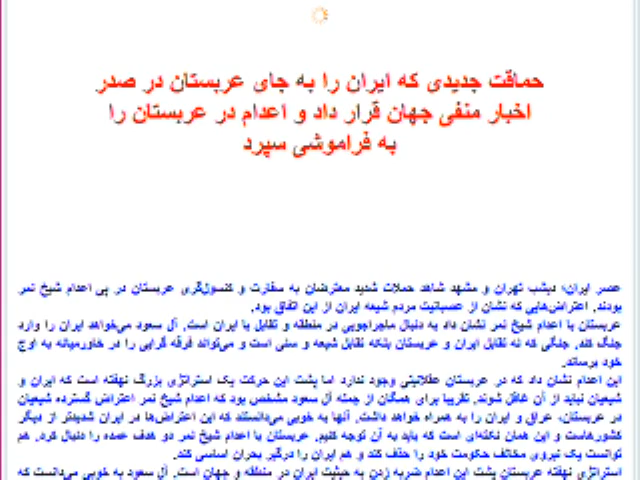 حماقت جدیدی که ایران را به جای عربستان در صدر
اخبار منفی جهان قرار داد و اعدام در عربستان را
به فراموشی سپرد
عصر ایران؛ دیشب تهران و مشهد شاهد حملات شدید معترضان به سفارت و کنسولگری عربستان در پی اعدام شیخ نمر
بودند. اعتراض‌هایی که نشان از عصبانیت مردم شیعه ایران از این اتفاق بود.
عربستان با اعدام شیخ نمر نشان داد به دنبال ماجراجویی در منطقه و تقابل با ایران است. آل سعود می‌خواهد ایران را وارد
جنگ کند. جنگی که نه تقابل ایران و عربستان بلکه تقابل شیعه و سنی است و می‌تواند فرقه گرایی را در خاورمیانه به اوج
خود برساند.
این اعدام نشان داد که در عربستان عقلانیتی وجود ندارد اما پشت این حرکت یک استراتژی بزرگ نهفته است که ایران و
شیعیان نباید از آن غافل شوند. تقریبا برای همگان از جمله آل سعود مشخص بود که اعدام شیخ نمر اعتراض گسترده شیعیان
در عربستان، عراق و ایران را به همراه خواهد داشت. آنها به خوبی می‌دانستند که این اعتراض‌ها در ایران شدیدتر از دیگر
کشورهاست و این همان نکته‌ای است که باید به آن توجه کنیم. عربستان با اعدام شیخ نمر دو هدف عمده را دنبال کرد. هم
توانست یک نیروی مخالف حکومت خود را حذف کند و هم ایران را درگیر بحران اساسی کند.
استراتژی نهفته عربستان پشت این اعدام ضربه زدن به حیثیت ایران در منطقه و جهان است. آل سعود به خوبی می‌دانست که